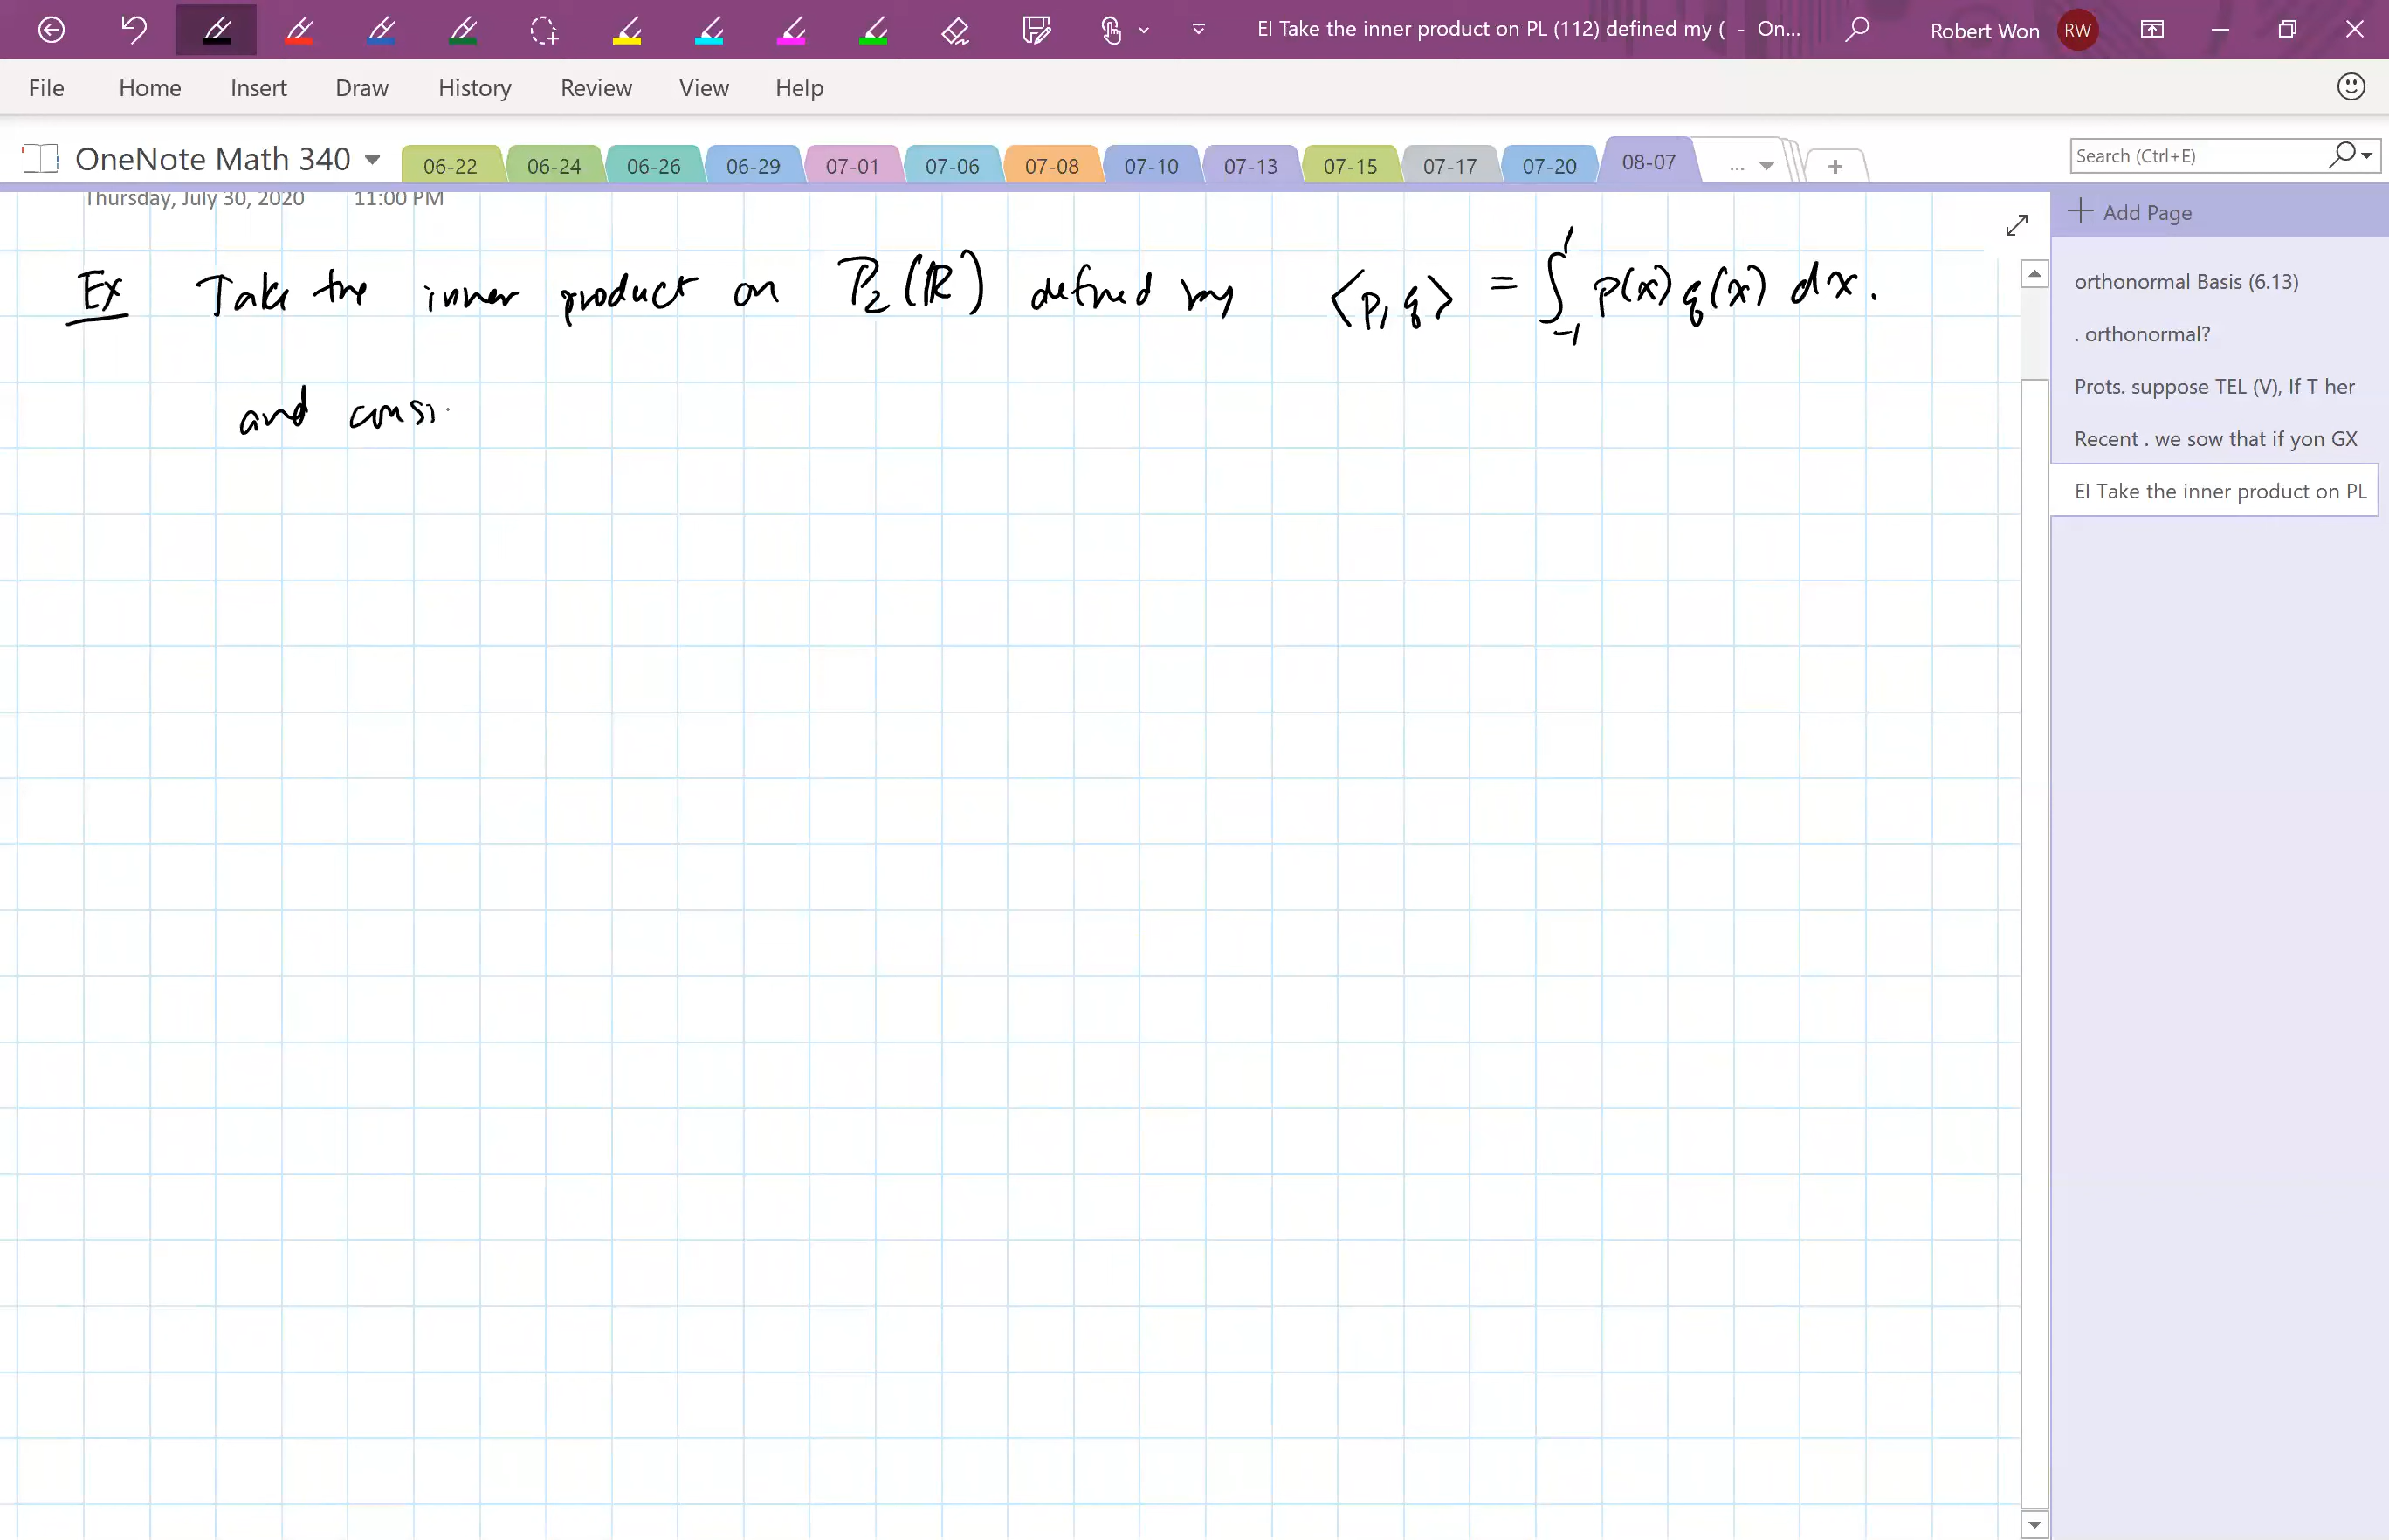 EI Take the inner product on PL (112) defined my ( - On...
Robert Won RW
File Home Insert Draw History Review View Help
OneNote Math 340 06-22 06-24 06-26 06-29 07-01 07-06 07-08 07-10 07-13 07-15 07-17 07-20 08-07 ... +
Search (Ctrl+E)
Thursday, July 30, 2020 11:00 PM
Ex Take the inner product on P₂(ℝ) defined my ⟨p, q⟩ = ∫₋₁¹ p(x) q(x) dx.
and consi
Add Page
orthonormal Basis (6.13)
. orthonormal?
Prots. suppose TEL (V), If T her
Recent . we sow that if yon GX
EI Take the inner product on PL